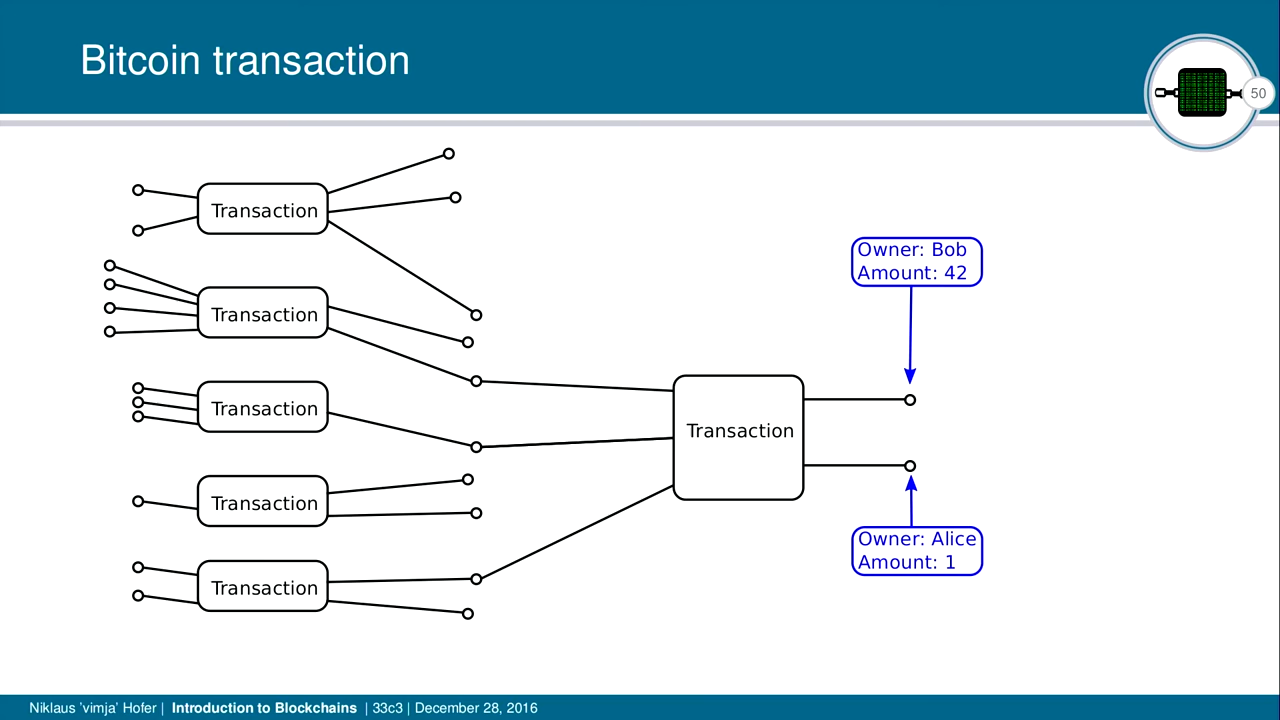 Bitcoin transaction
50
Transaction
Transaction
Transaction
Transaction
Transaction
Transaction
Owner: Bob
Amount: 42
Owner: Alice
Amount: 1
Niklaus 'vimja' Hofer | Introduction to Blockchains | 33c3 | December 28, 2016